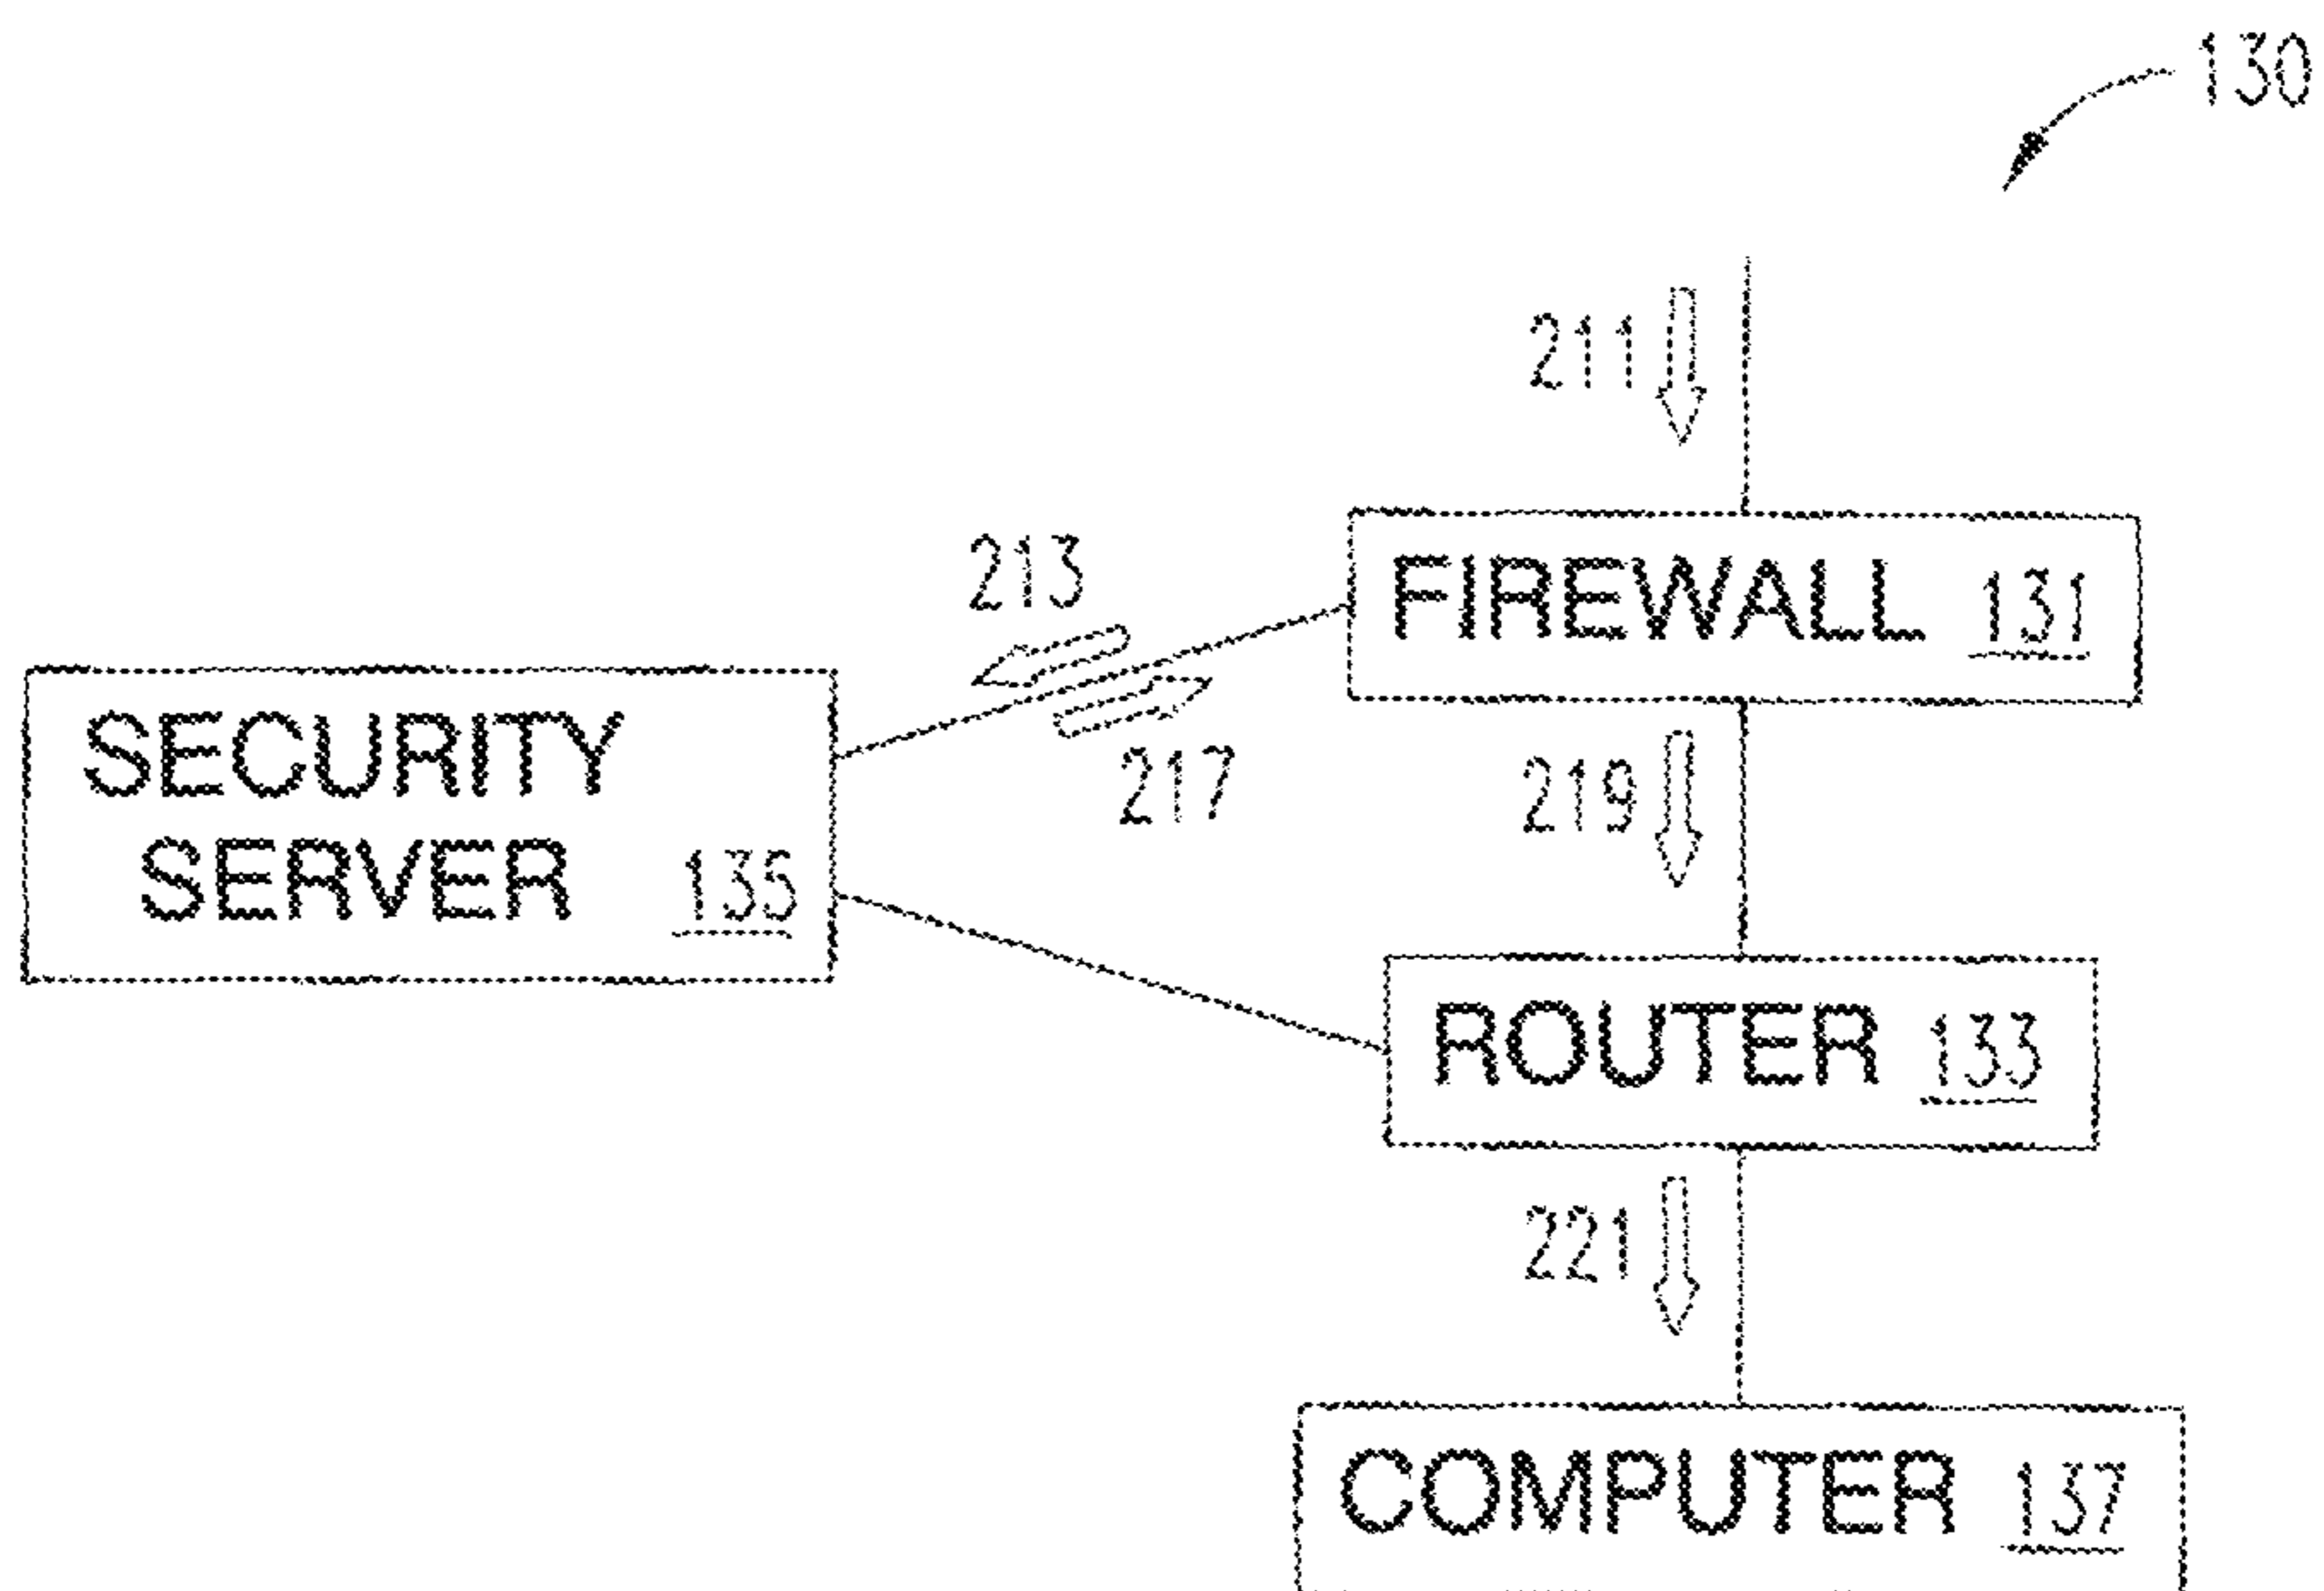 130
211
213
FIREWALL 131
SECURITY
SERVER 135
217
219
ROUTER 133
221
COMPUTER 137